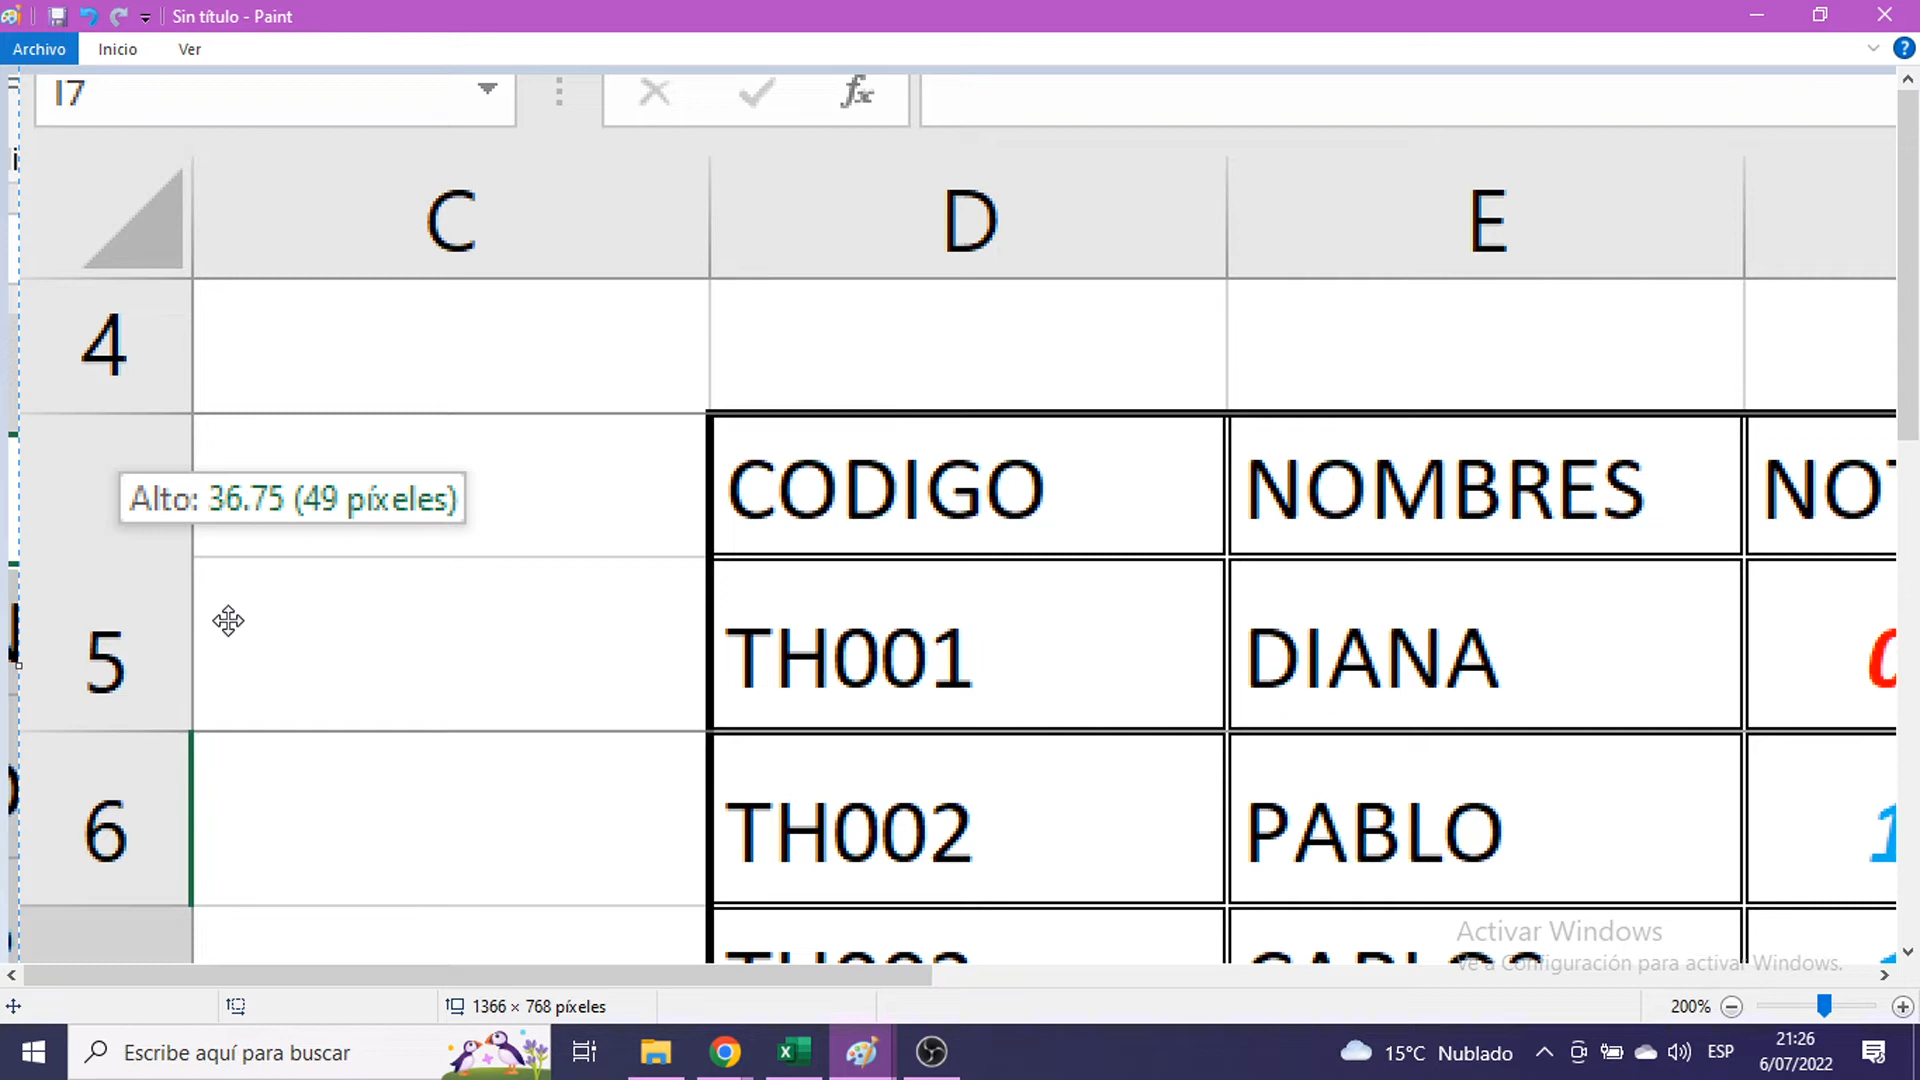 Sin título - Paint
Archivo Inicio Ver
I7 fx
C D E
4
CODIGO NOMBRES
Alto: 36.75 (49 píxeles)
5 TH001 DIANA
6 TH002 PABLO
Activar Windows
Ve a Configuración para activar Windows.
1366 × 768 píxeles 200%
Escribe aquí para buscar 15°C Nublado ESP 21:26
6/07/2022